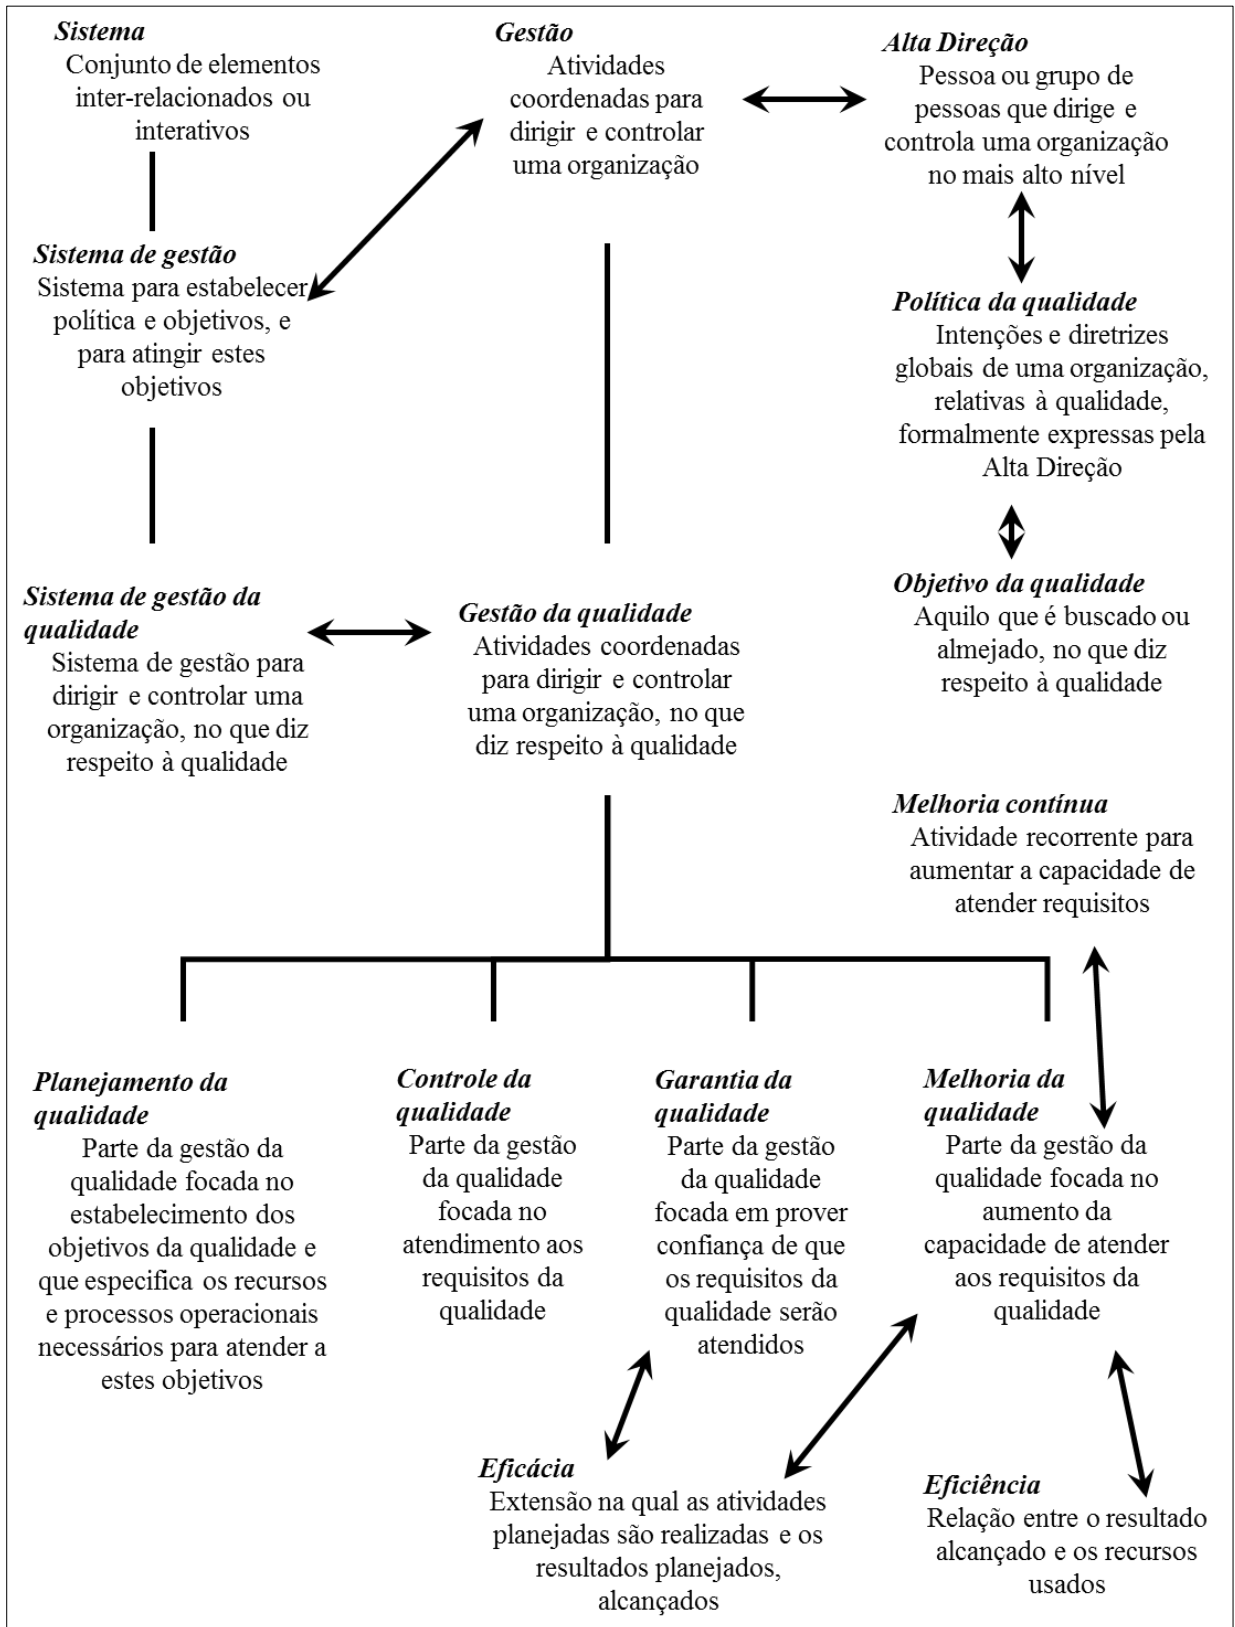 Sistema
Conjunto de elementos
inter-relacionados ou
interativos
Gestão
Atividades
coordenadas para
dirigir e controlar
uma organização
Alta Direção
Pessoa ou grupo de
pessoas que dirige e
controla uma organização
no mais alto nível
Sistema de gestão
Sistema para estabelecer
política e objetivos, e
para atingir estes
objetivos
Política da qualidade
Intenções e diretrizes
globais de uma organização,
relativas à qualidade,
formalmente expressas pela
Alta Direção
Sistema de gestão da
qualidade
Sistema de gestão para
dirigir e controlar uma
organização, no que diz
respeito à qualidade
Gestão da qualidade
Atividades coordenadas
para dirigir e controlar
uma organização, no que
diz respeito à qualidade
Objetivo da qualidade
Aquilo que é buscado ou
almejado, no que diz
respeito à qualidade
Melhoria contínua
Atividade recorrente para
aumentar a capacidade de
atender requisitos
Planejamento da
qualidade
Parte da gestão da
qualidade focada no
estabelecimento dos
objetivos da qualidade e
que especifica os recursos
e processos operacionais
necessários para atender a
estes objetivos
Controle da
qualidade
Parte da gestão
da qualidade
focada no
atendimento aos
requisitos da
qualidade
Garantia da
qualidade
Parte da gestão
da qualidade
focada em prover
confiança de que
os requisitos da
qualidade serão
atendidos
Melhoria da
qualidade
Parte da gestão da
qualidade focada no
aumento da
capacidade de atender
aos requisitos da
qualidade
Eficácia
Extensão na qual as atividades
planejadas são realizadas e os
resultados planejados,
alcançados
Eficiência
Relação entre o resultado
alcançado e os recursos
usados